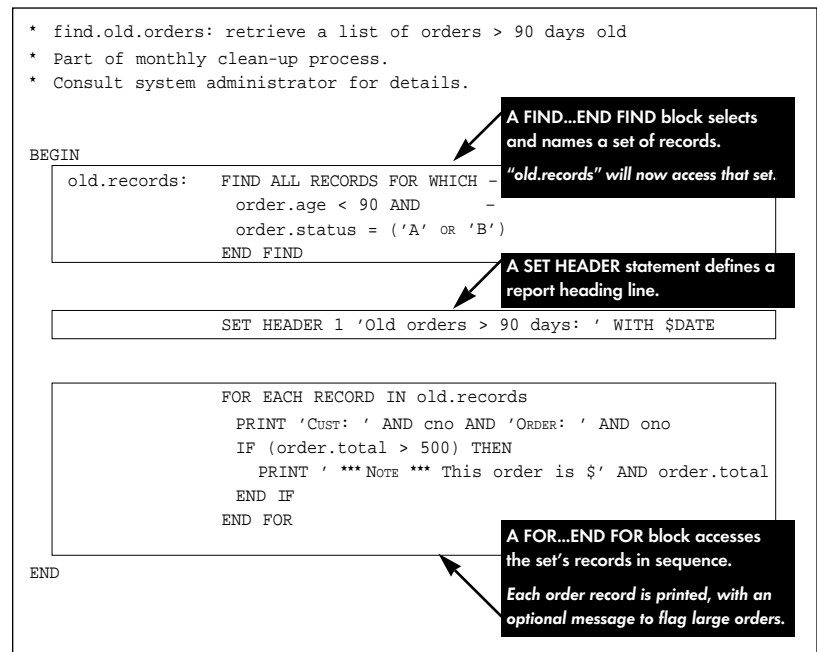 * find.old.orders: retrieve a list of orders > 90 days old
* Part of monthly clean-up process.
* Consult system administrator for details.
A FIND...END FIND block selects
and names a set of records.
"old.records" will now access that set.
BEGIN
old.records: FIND ALL RECORDS FOR WHICH –
order.age < 90 AND –
order.status = ('A' OR 'B')
END FIND
A SET HEADER statement defines a
report heading line.
SET HEADER 1 'Old orders > 90 days: ’ WITH $DATE
FOR EACH RECORD IN old.records
PRINT ‘CUST: ’ AND cno AND ‘ORDER: ’ AND ono
IF (order.total > 500) THEN
PRINT ’ *** NOTE *** This order is $’ AND order.total
END IF
END FOR
A FOR...END FOR block accesses
the set’s records in sequence.
Each order record is printed, with an
optional message to flag large orders.
END